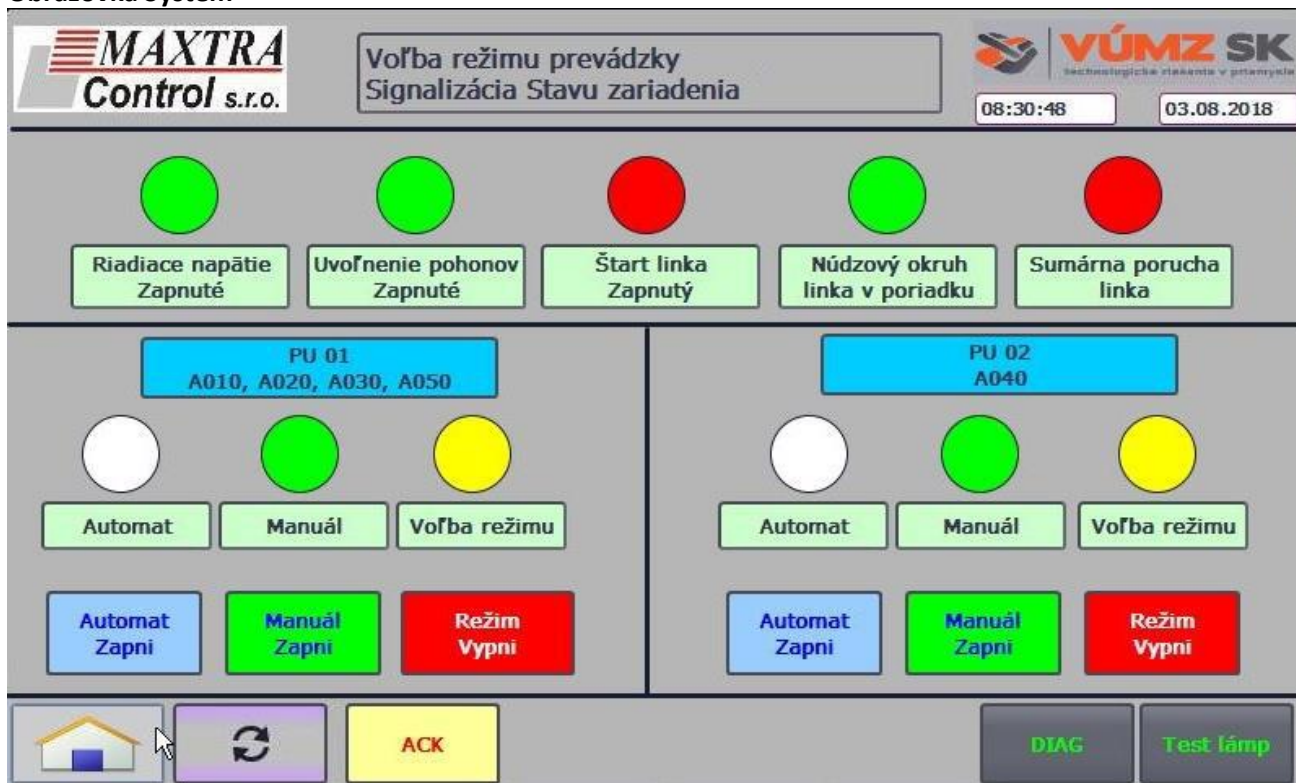 Obrazovka System
MAXTRA
Control s.r.o.
Voľba režimu prevádzky
Signalizácia Stavu zariadenia
VÚMZ SK
technologické riešenia v priemysle
08:30:48
03.08.2018
Riadiace napätie
Zapnuté
Uvoľnenie pohonov
Zapnuté
Štart linka
Zapnutý
Núdzový okruh
linka v poriadku
Sumárna porucha
linka
PU 01
A010, A020, A030, A050
PU 02
A040
Automat
Manuál
Voľba režimu
Automat
Manuál
Voľba režimu
Automat
Zapni
Manuál
Zapni
Režim
Vypni
Automat
Zapni
Manuál
Zapni
Režim
Vypni
ACK
DIAG
Test lámp